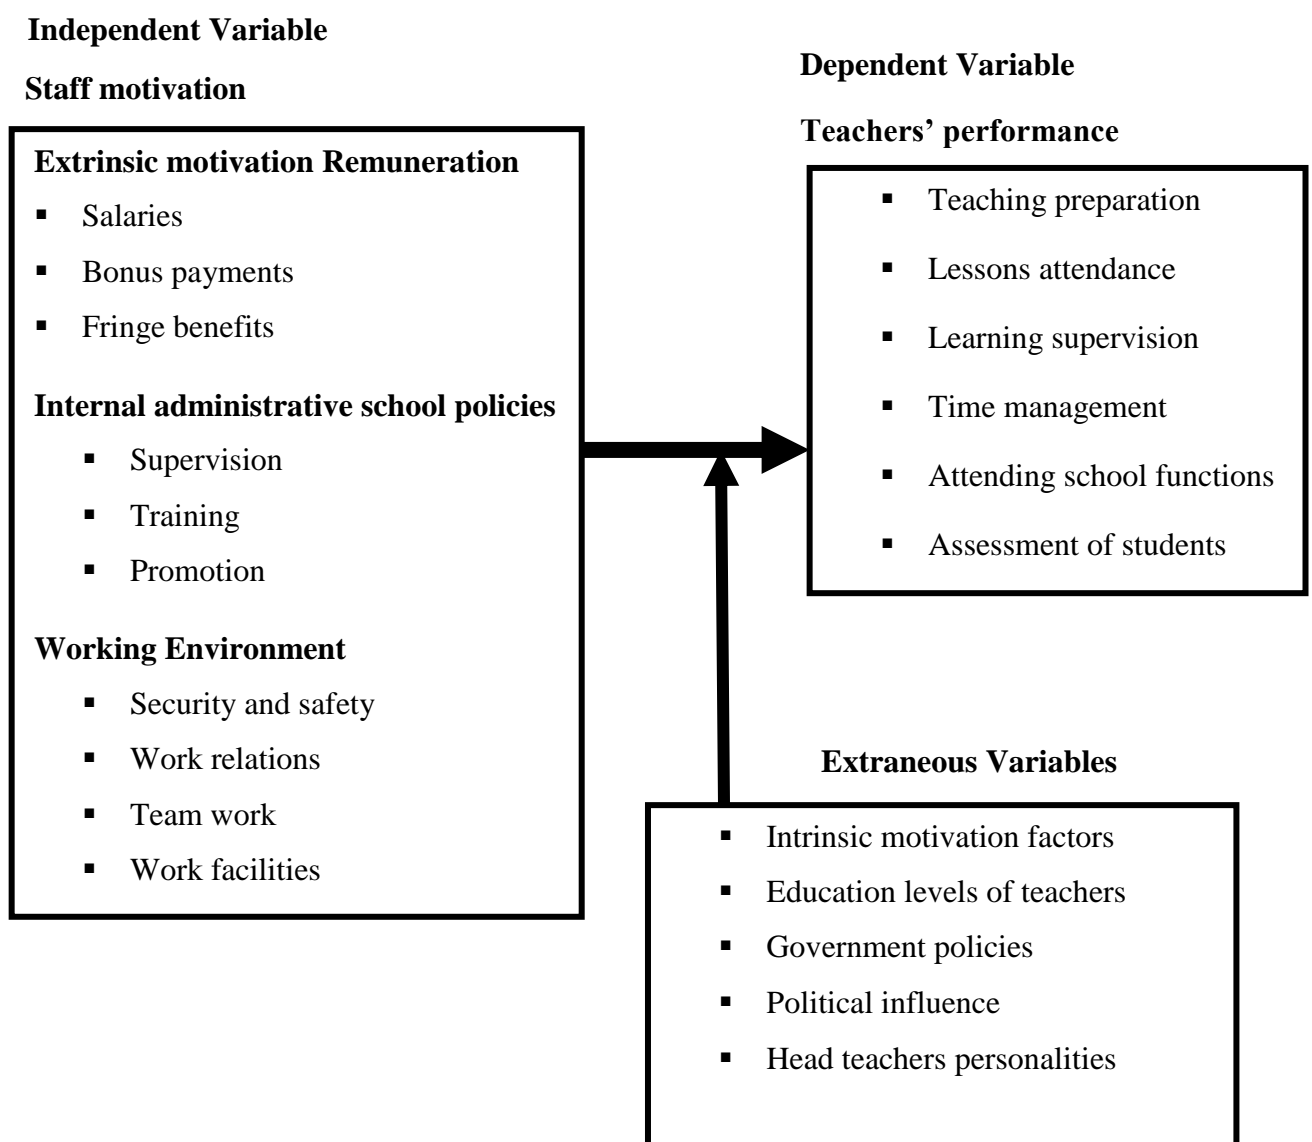 Independent Variable
Staff motivation
Extrinsic motivation Remuneration
▪ Salaries
▪ Bonus payments
▪ Fringe benefits
Internal administrative school policies
▪ Supervision
▪ Training
▪ Promotion
Working Environment
▪ Security and safety
▪ Work relations
▪ Team work
▪ Work facilities
Dependent Variable
Teachers’ performance
▪ Teaching preparation
▪ Lessons attendance
▪ Learning supervision
▪ Time management
▪ Attending school functions
▪ Assessment of students
Extraneous Variables
▪ Intrinsic motivation factors
▪ Education levels of teachers
▪ Government policies
▪ Political influence
▪ Head teachers personalities